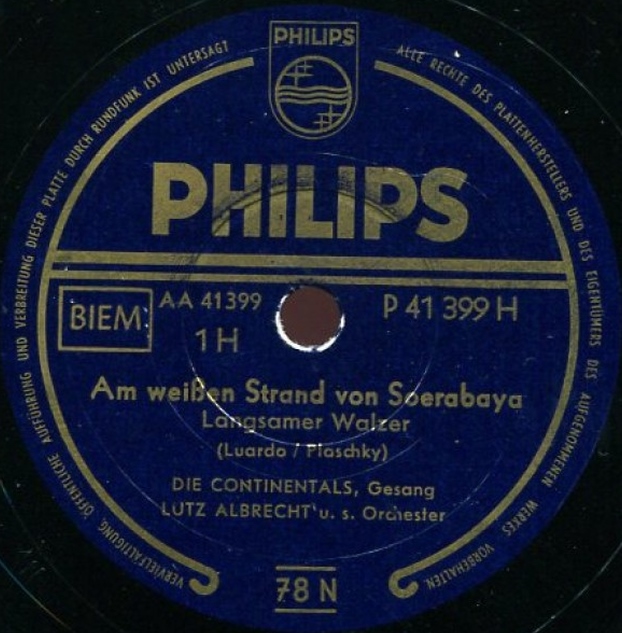 PHILIPS
ALLE RECHTE DES PLATTENHERSTELLERS UND DES EIGENTÜMERS DES AUFGENOMMENEN WERKES VORBEHALTEN
VERVIELFÄLTIGUNG, ÖFFENTLICHE AUFFÜHRUNG UND VERBREITUNG DIESER PLATTE DURCH RUNDFUNK IST UNTERSAGT
PHILIPS
BIEM
AA 41399
1 H
P 41 399 H
Am weißen Strand von Soerabaya
Langsamer Walzer
(Luardo / Plaschky)
DIE CONTINENTALS, Gesang
LUTZ ALBRECHT u. s. Orchester
78 N